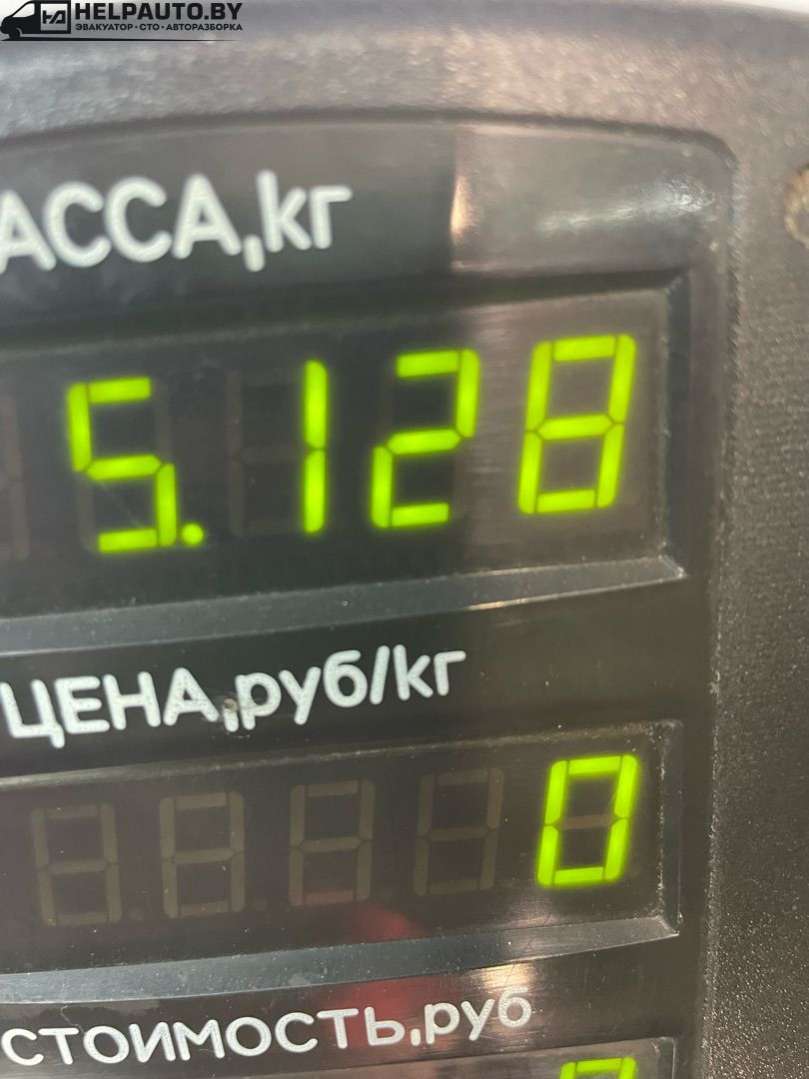 HELPAUTO.BY
ЭВАКУАТОР • СТО • АВТОРАЗБОРКА
АССА,кг
5.128
ЦЕНА,руб/кг
0
СТОИМОСТЬ,руб